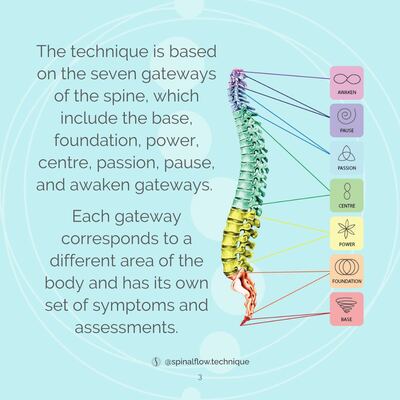 The technique is based
on the seven gateways
of the spine, which
include the base,
foundation, power,
centre, passion, pause,
and awaken gateways.
Each gateway
corresponds to a
different area of the
body and has its own
set of symptoms and
assessments.
AWAKEN
PAUSE
PASSION
CENTRE
POWER
FOUNDATION
BASE
@spinalflow.technique
3